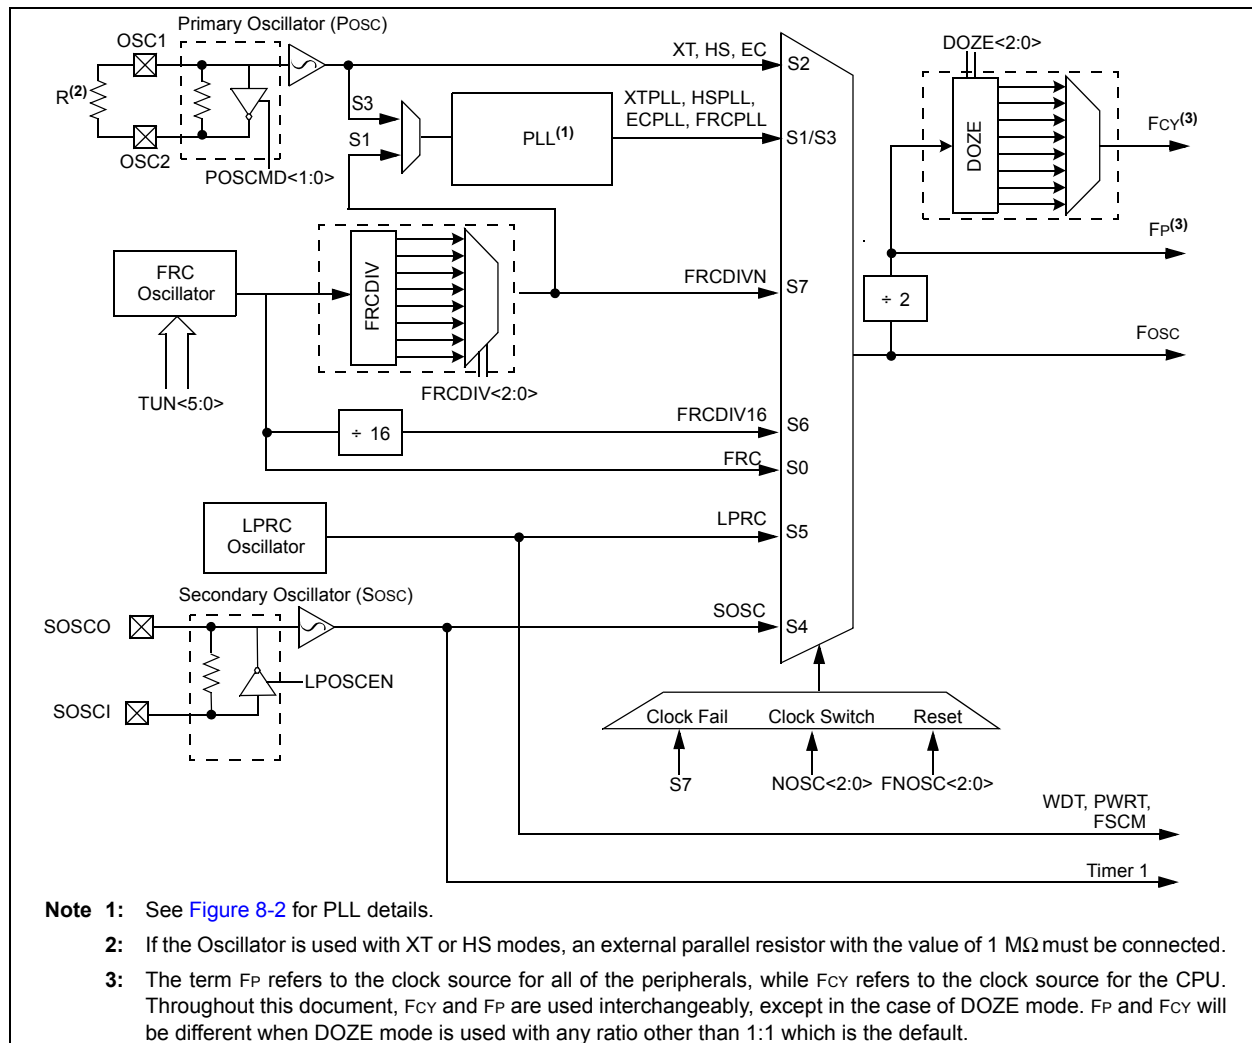 Primary Oscillator (POSC)
OSC1
R(2)
OSC2
POSCMD<1:0>
S3
S1
PLL(1)
XT, HS, EC
XTPLL, HSPLL,
ECPLL, FRCPLL
S2
S1/S3
DOZE<2:0>
DOZE
FCY(3)
FP(3)
÷ 2
FOSC
FRC
Oscillator
TUN<5:0>
FRCDIV
FRCDIV<2:0>
FRCDIVN
S7
÷ 16
FRCDIV16
S6
FRC
S0
LPRC
Oscillator
LPRC
S5
Secondary Oscillator (SOSC)
SOSCO
SOSCI
LPOSCEN
SOSC
S4
Clock Fail
Clock Switch
Reset
S7
NOSC<2:0>
FNOSC<2:0>
WDT, PWRT,
FSCM
Timer 1
Note 1: See Figure 8-2 for PLL details.
2: If the Oscillator is used with XT or HS modes, an external parallel resistor with the value of 1 MΩ must be connected.
3: The term FP refers to the clock source for all of the peripherals, while FCY refers to the clock source for the CPU.
Throughout this document, FCY and FP are used interchangeably, except in the case of DOZE mode. FP and FCY will
be different when DOZE mode is used with any ratio other than 1:1 which is the default.